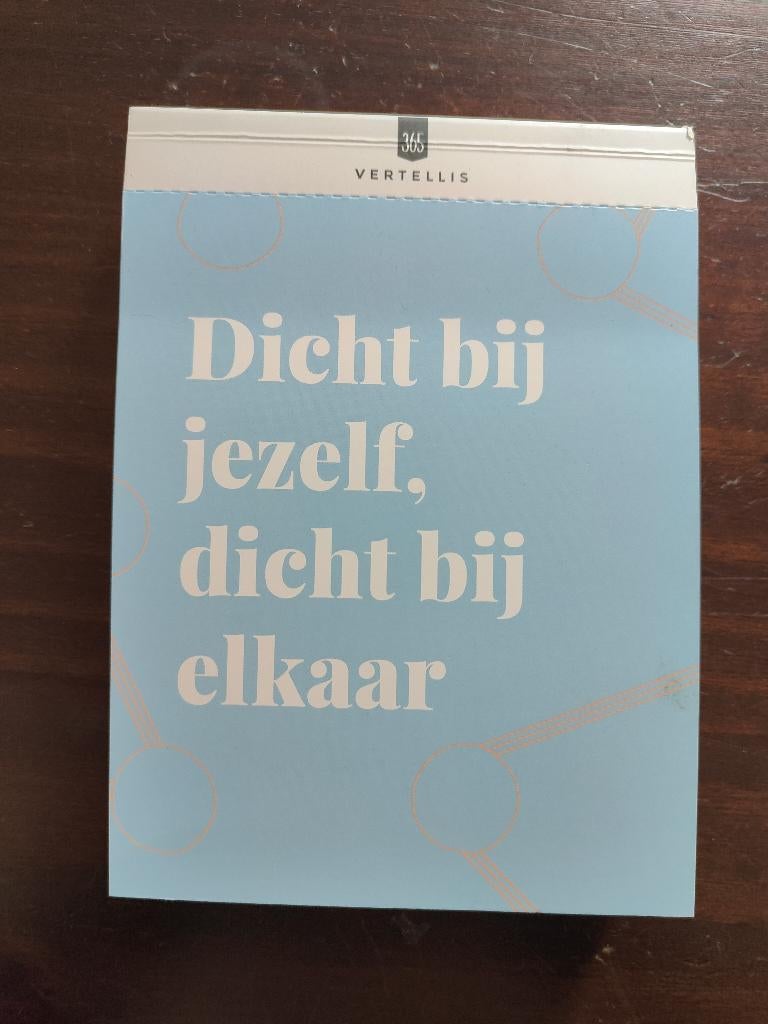 365
VERTELLIS
Dicht bij
jezelf,
dicht bij
elkaar